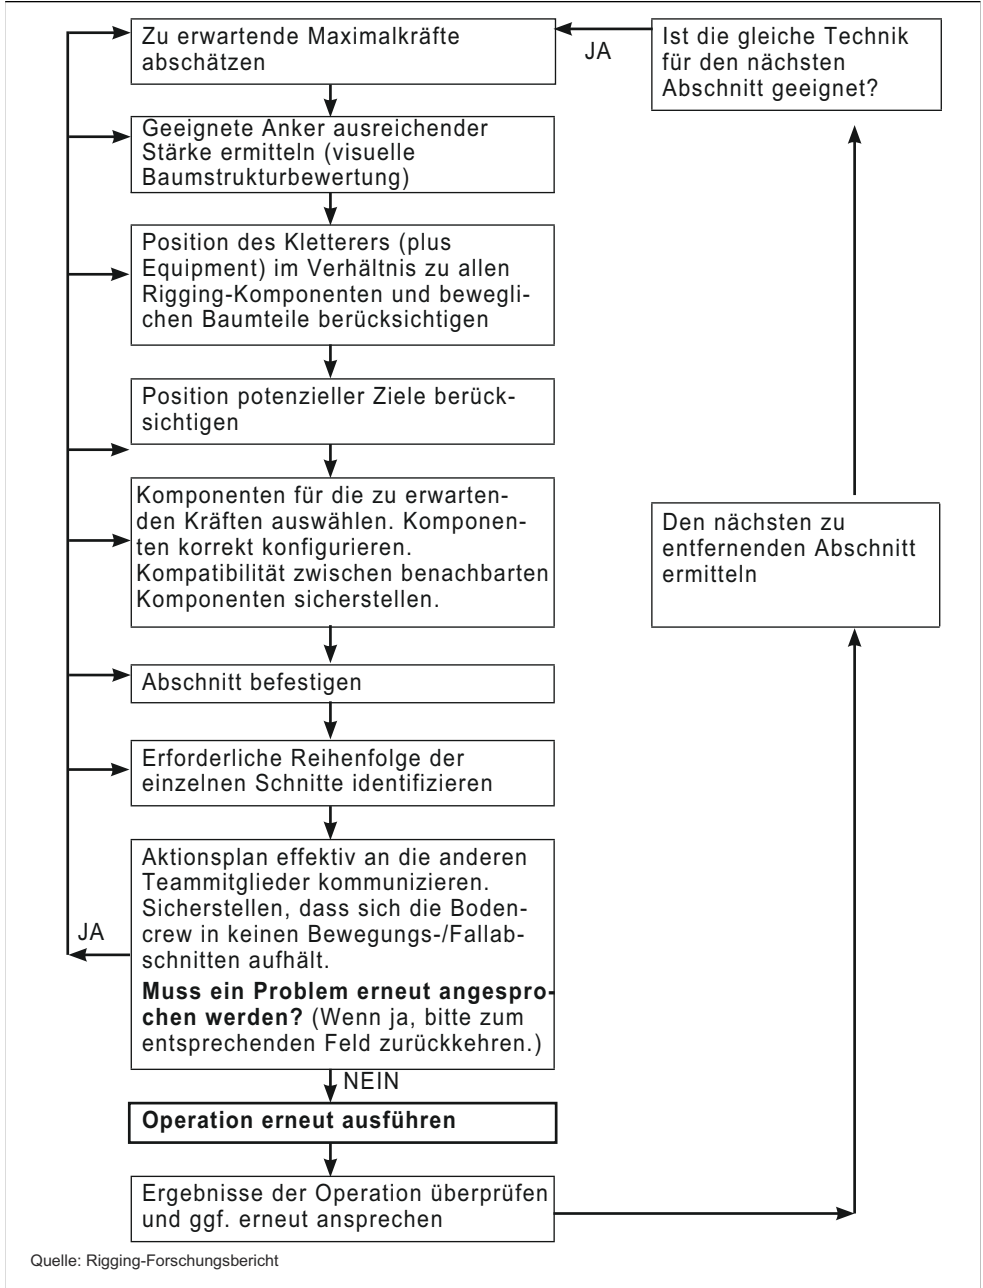 Zu erwartende Maximalkräfte
abschätzen
JA
Ist die gleiche Technik
für den nächsten
Abschnitt geeignet?
Geeignete Anker ausreichender
Stärke ermitteln (visuelle
Baumstrukturbewertung)
Position des Kletterers (plus
Equipment) im Verhältnis zu allen
Rigging-Komponenten und bewegli-
chen Baumteile berücksichtigen
Position potenzieller Ziele berück-
sichtigen
Komponenten für die zu erwarten-
den Kräften auswählen. Komponen-
ten korrekt konfigurieren.
Kompatibilität zwischen benachbarten
Komponenten sicherstellen.
Den nächsten zu
entfernenden Abschnitt
ermitteln
Abschnitt befestigen
Erforderliche Reihenfolge der
einzelnen Schnitte identifizieren
Aktionsplan effektiv an die anderen
Teammitglieder kommunizieren.
Sicherstellen, dass sich die Boden-
crew in keinen Bewegungs-/Fallab-
schnitten aufhält.
Muss ein Problem erneut angespro-
chen werden? (Wenn ja, bitte zum
entsprechenden Feld zurückkehren.)
JA
NEIN
Operation erneut ausführen
Ergebnisse der Operation überprüfen
und ggf. erneut ansprechen
Quelle: Rigging-Forschungsbericht